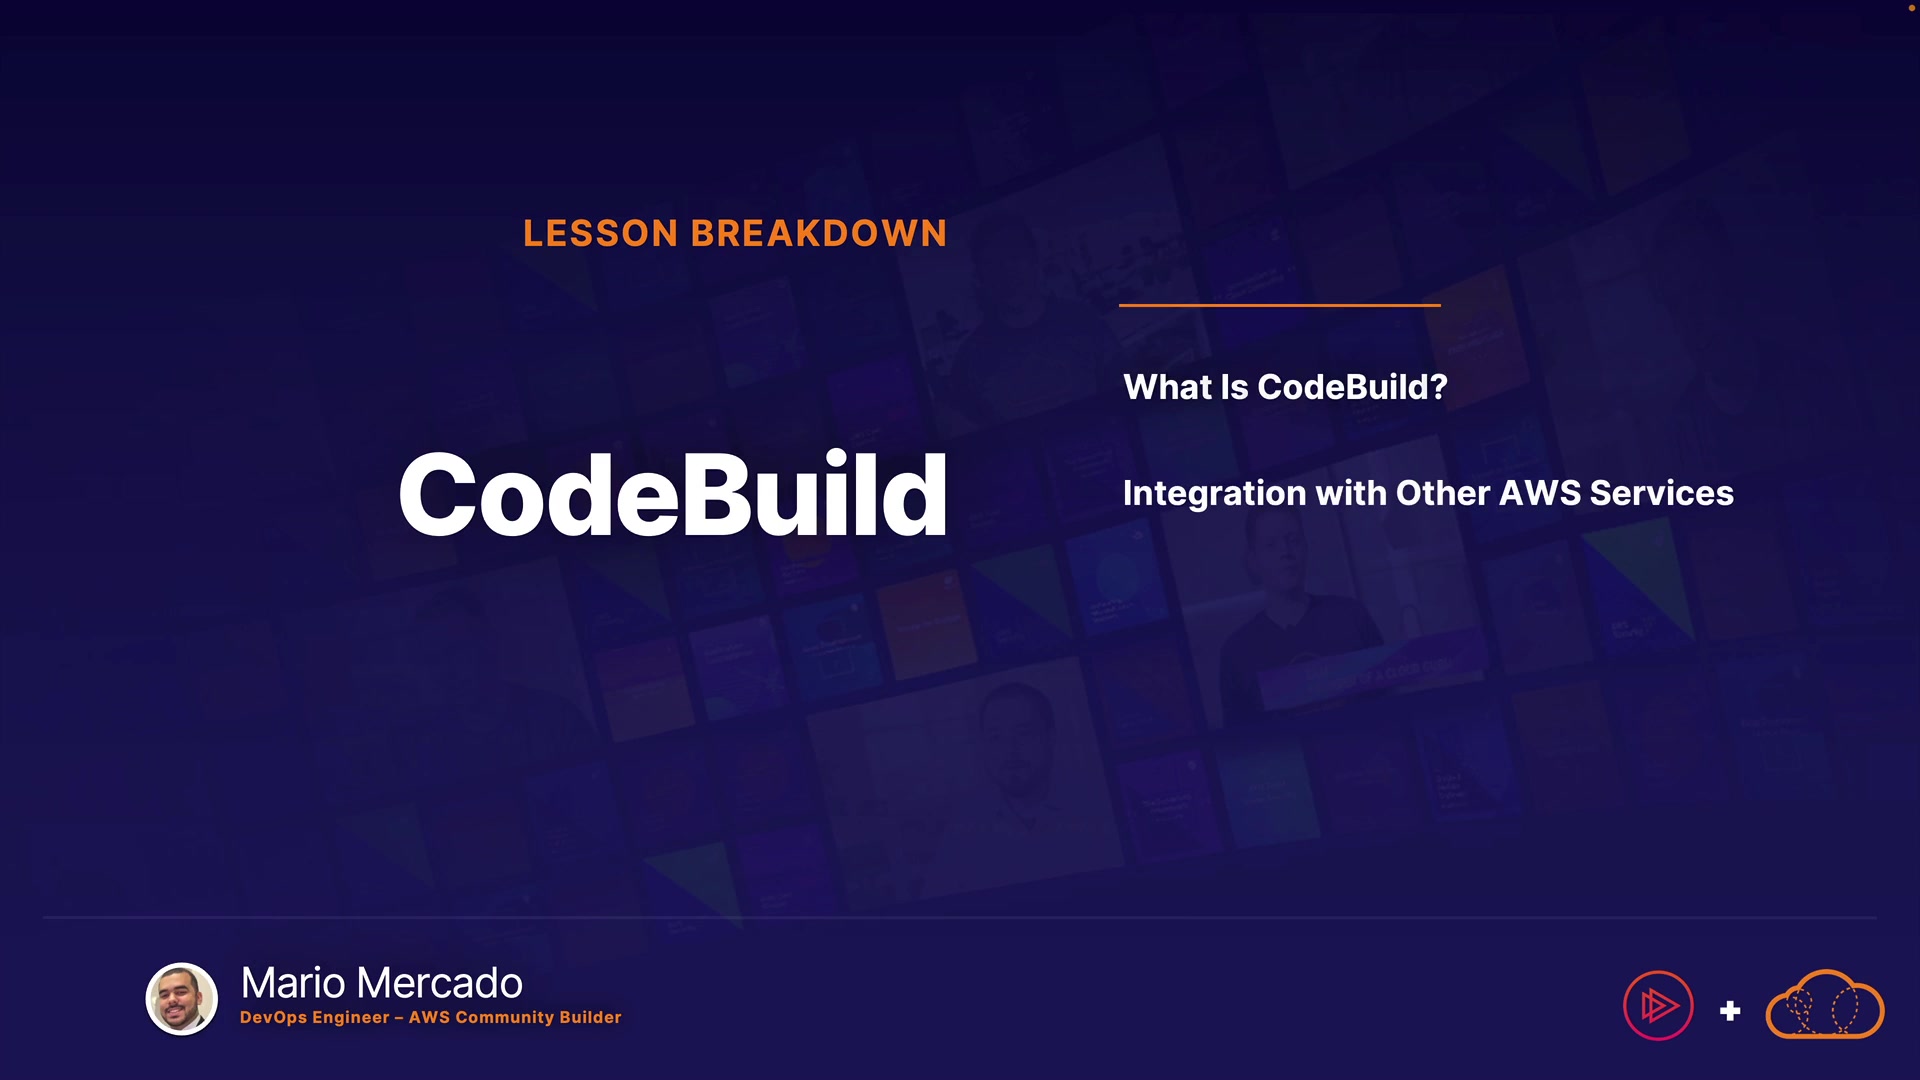 LESSON BREAKDOWN
CodeBuild
What Is CodeBuild?
Integration with Other AWS Services
Mario Mercado
DevOps Engineer – AWS Community Builder